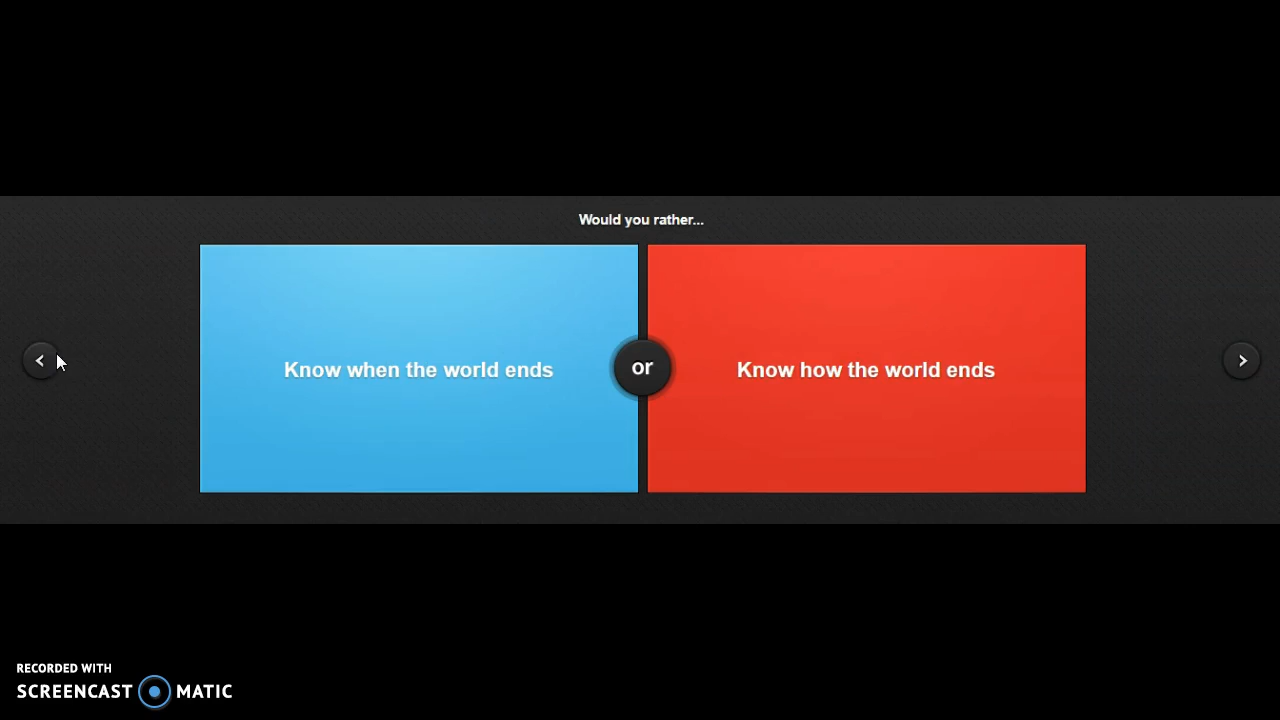 Would you rather...
Know when the world ends
or
Know how the world ends
RECORDED WITH
SCREENCAST MATIC